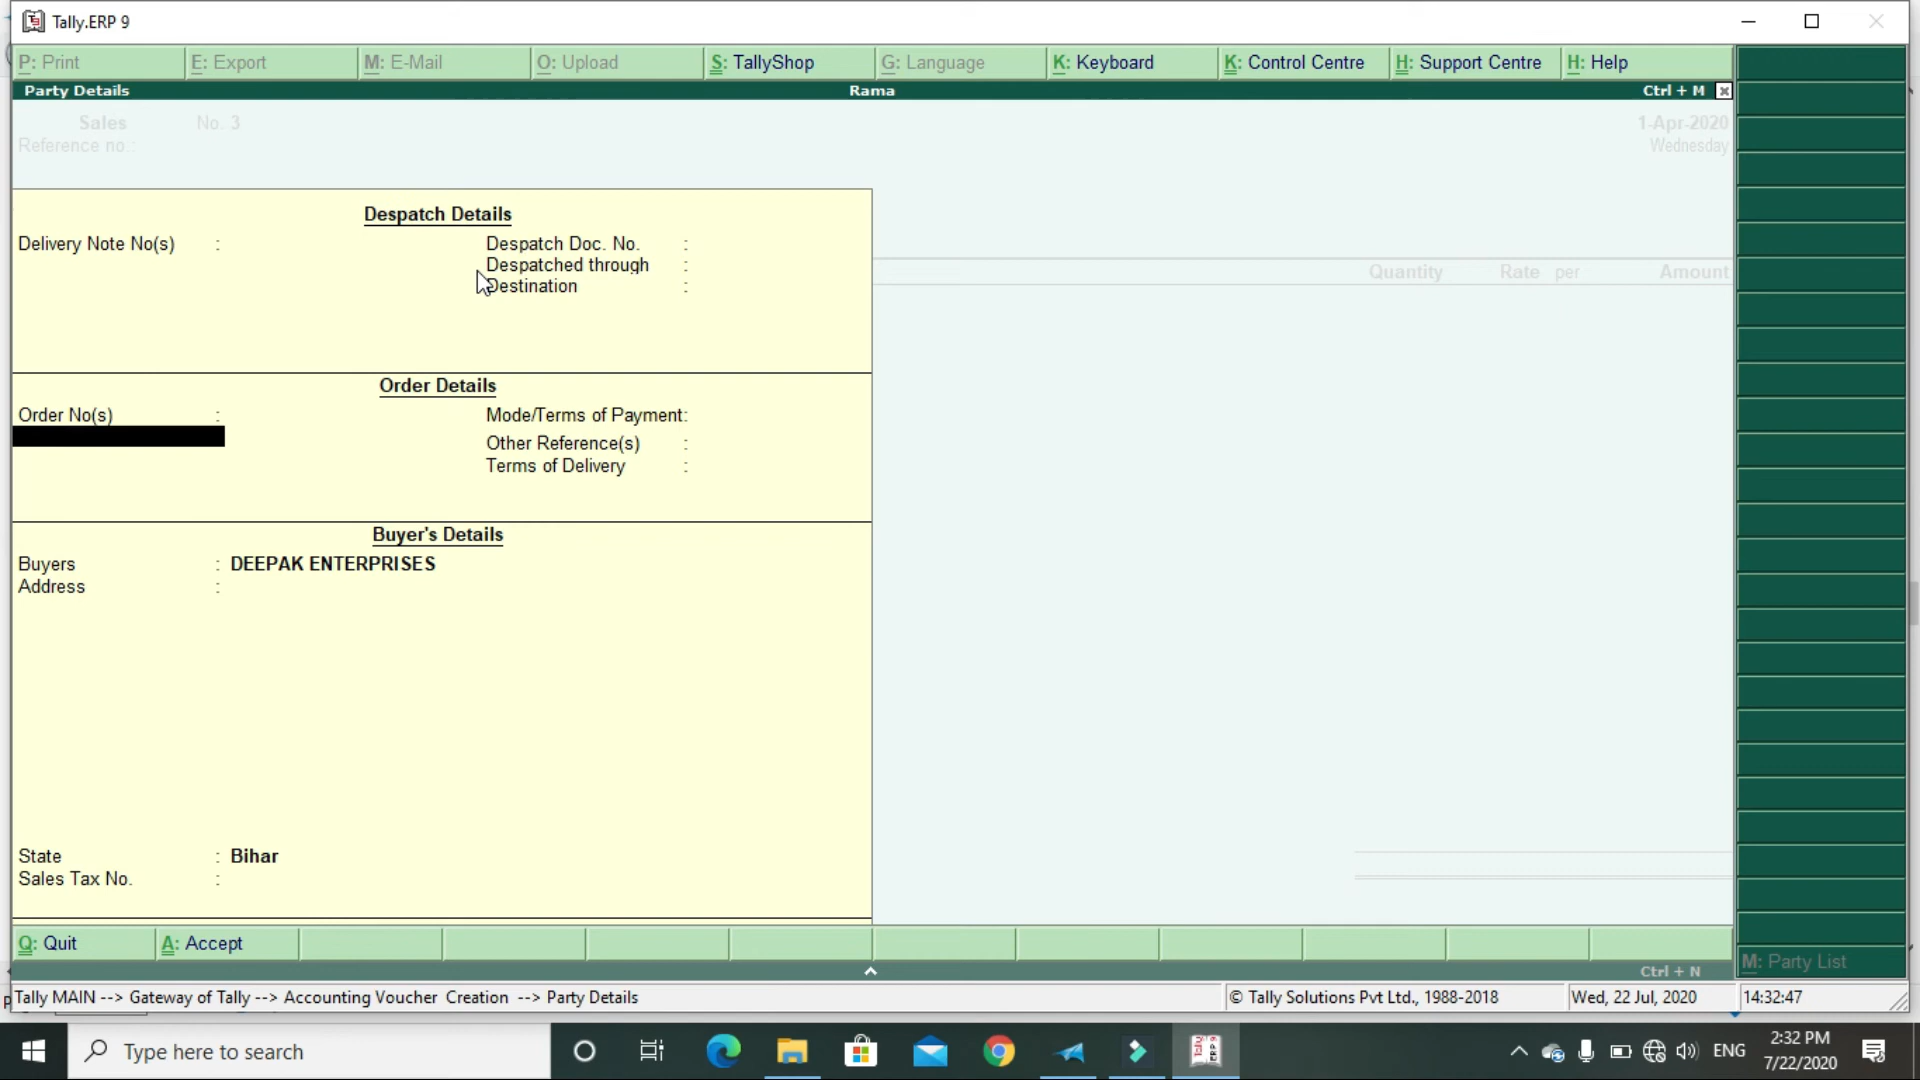 Tally.ERP 9
P: Print E: Export M: E-Mail O: Upload S: TallyShop G: Language K: Keyboard K: Control Centre H: Support Centre H: Help
Party Details Rama Ctrl + M
Sales No. 3 1-Apr-2020
Reference no.: Wednesday
Despatch Details
Delivery Note No(s) : Despatch Doc. No. :
Despatched through :
Destination :
Quantity Rate per Amount
Order Details
Order No(s) : Mode/Terms of Payment:
Other Reference(s) :
Terms of Delivery :
Buyer's Details
Buyers : DEEPAK ENTERPRISES
Address :
State : Bihar
Sales Tax No. :
Q: Quit A: Accept
M: Party List
Ctrl + N
Tally MAIN --> Gateway of Tally --> Accounting Voucher Creation --> Party Details © Tally Solutions Pvt Ltd., 1988-2018 Wed, 22 Jul, 2020 14:32:47
Type here to search
Tally ERP 9
ENG
2:32 PM
7/22/2020